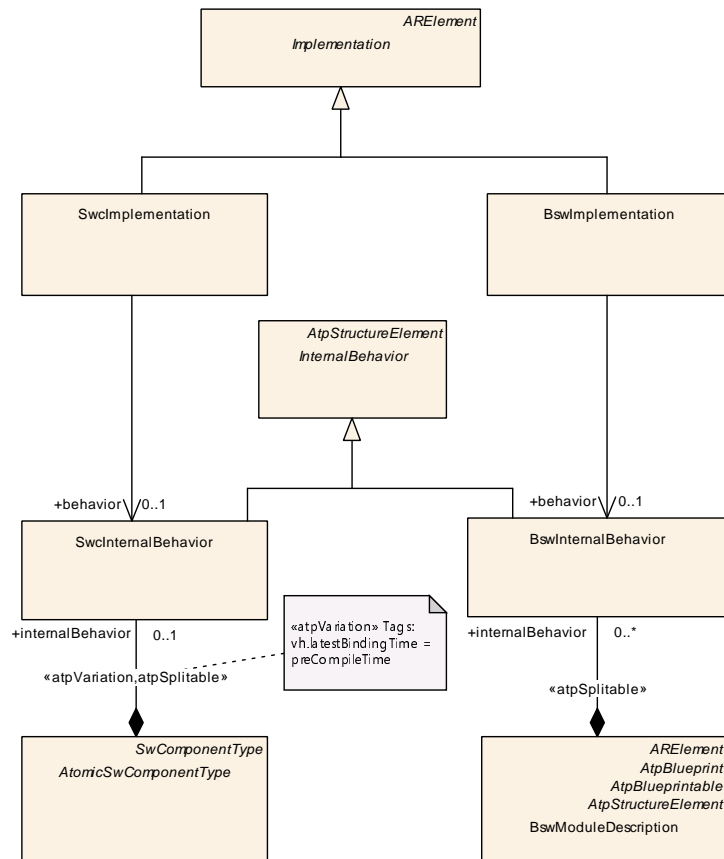 ARElement
Implementation
SwcImplementation
BswImplementation
AtpStructureElement
InternalBehavior
+behavior
0..1
+behavior
0..1
SwcInternalBehavior
BswInternalBehavior
+internalBehavior
0..1
«atpVariation» Tags:
vh.latestBindingTime =
preCompileTime
+internalBehavior
0..*
«atpVariation,atpSplitable»
«atpSplitable»
SwComponentType
AtomicSwComponentType
ARElement
AtpBlueprint
AtpBlueprintable
AtpStructureElement
BswModuleDescription